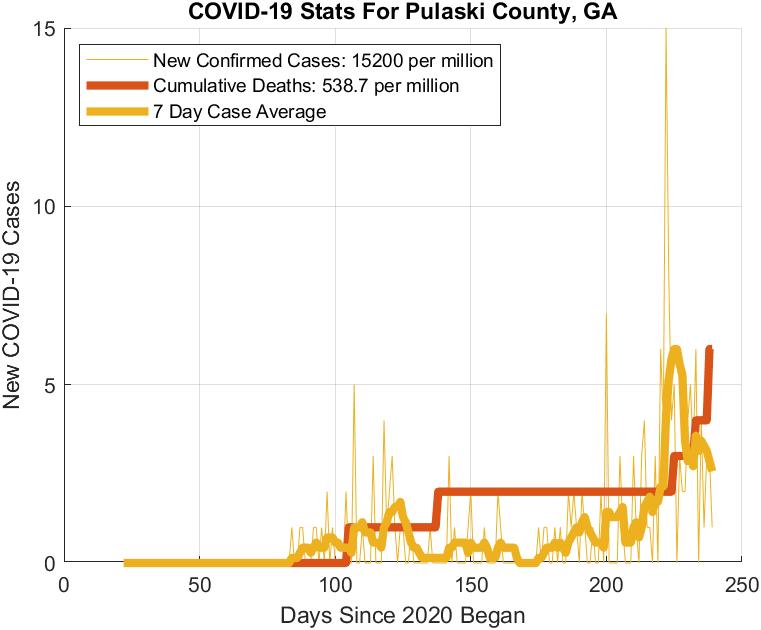 COVID-19 Stats For Pulaski County, GA
15
New Confirmed Cases: 15200 per million
Cumulative Deaths: 538.7 per million
7 Day Case Average
10
New COVID-19 Cases
5
0
0 50 100 150 200 250
Days Since 2020 Began